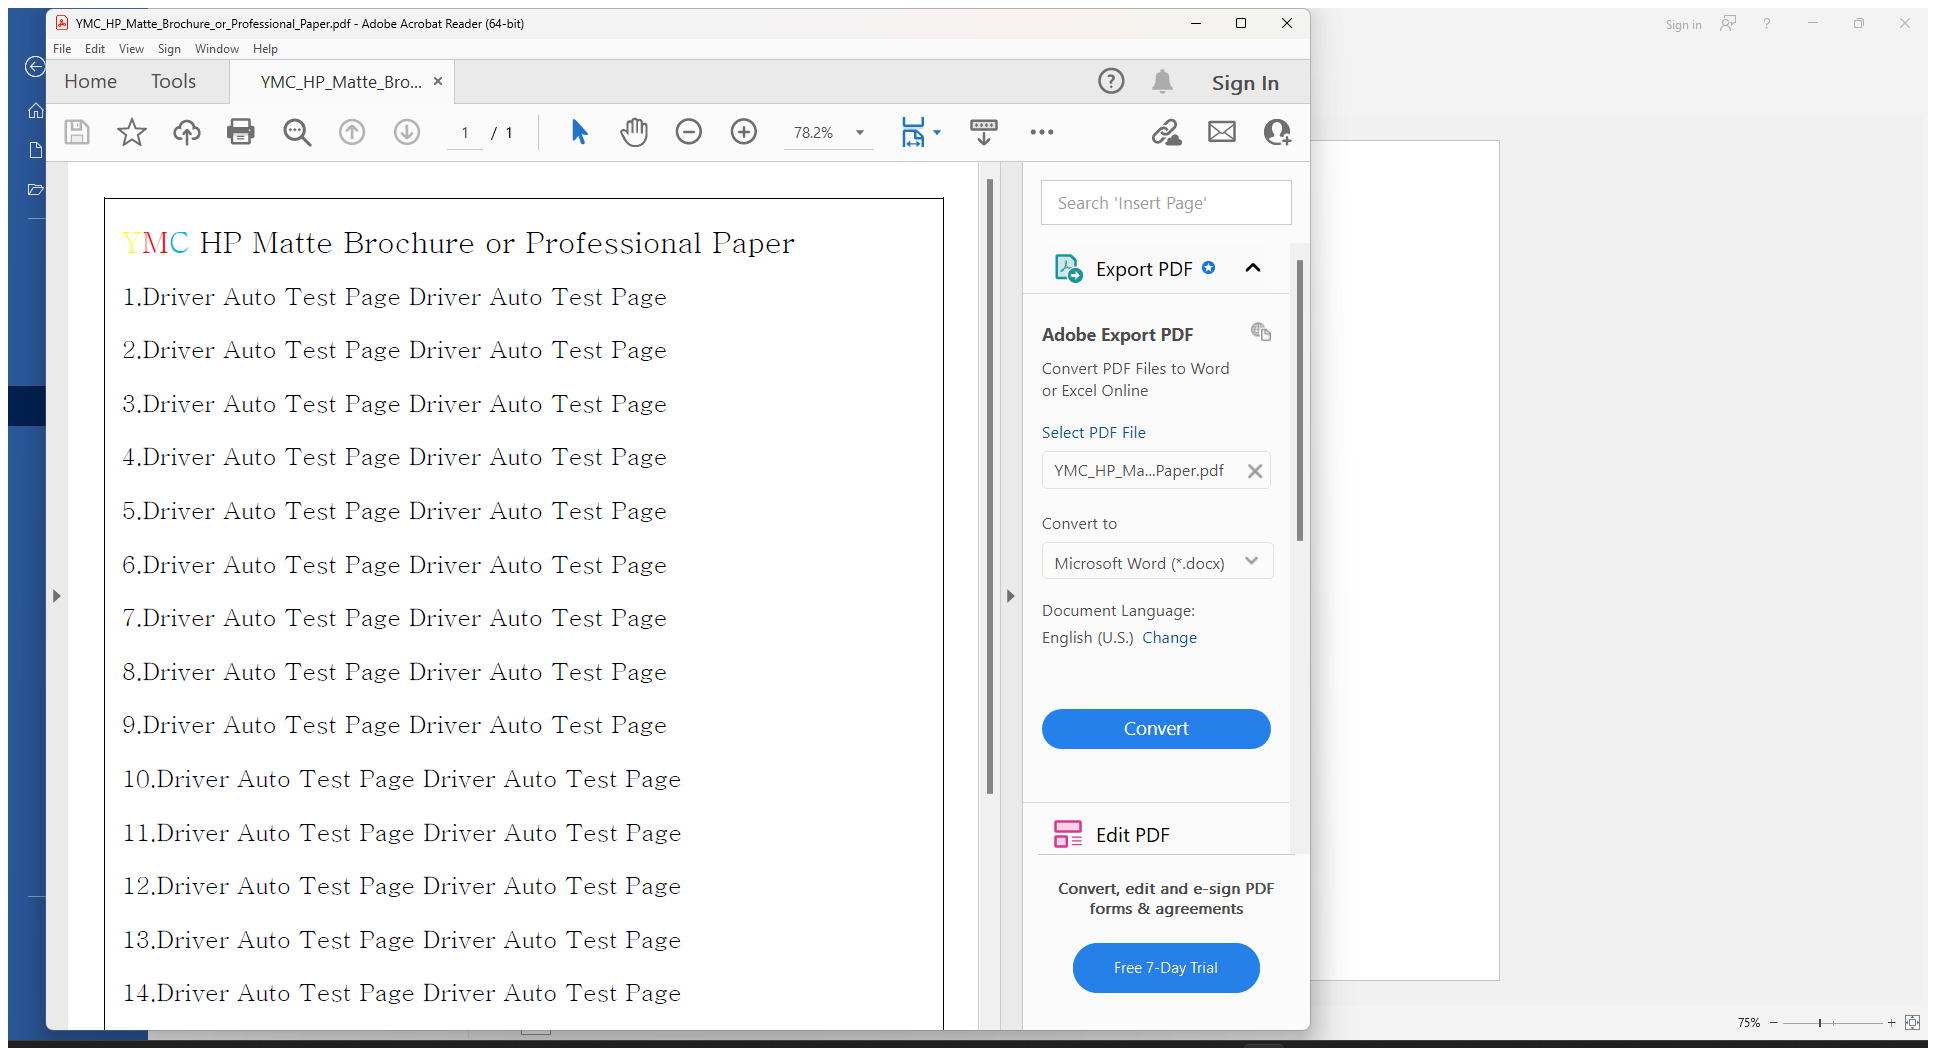 YMC_HP_Matte_Brochure_or_Professional_Paper.pdf - Adobe Acrobat Reader (64-bit)
Sign in
?
File Edit View Sign Window Help
Home Tools YMC_HP_Matte_Bro... × ? Sign In
1 / 1 78.2%
Search 'Insert Page'
YMC HP Matte Brochure or Professional Paper
1.Driver Auto Test Page Driver Auto Test Page
2.Driver Auto Test Page Driver Auto Test Page
3.Driver Auto Test Page Driver Auto Test Page
4.Driver Auto Test Page Driver Auto Test Page
5.Driver Auto Test Page Driver Auto Test Page
6.Driver Auto Test Page Driver Auto Test Page
7.Driver Auto Test Page Driver Auto Test Page
8.Driver Auto Test Page Driver Auto Test Page
9.Driver Auto Test Page Driver Auto Test Page
10.Driver Auto Test Page Driver Auto Test Page
11.Driver Auto Test Page Driver Auto Test Page
12.Driver Auto Test Page Driver Auto Test Page
13.Driver Auto Test Page Driver Auto Test Page
14.Driver Auto Test Page Driver Auto Test Page
Export PDF
Adobe Export PDF
Convert PDF Files to Word
or Excel Online
Select PDF File
YMC_HP_Ma...Paper.pdf
Convert to
Microsoft Word (*.docx)
Document Language:
English (U.S.) Change
Convert
Edit PDF
Convert, edit and e-sign PDF
forms & agreements
Free 7-Day Trial
75%